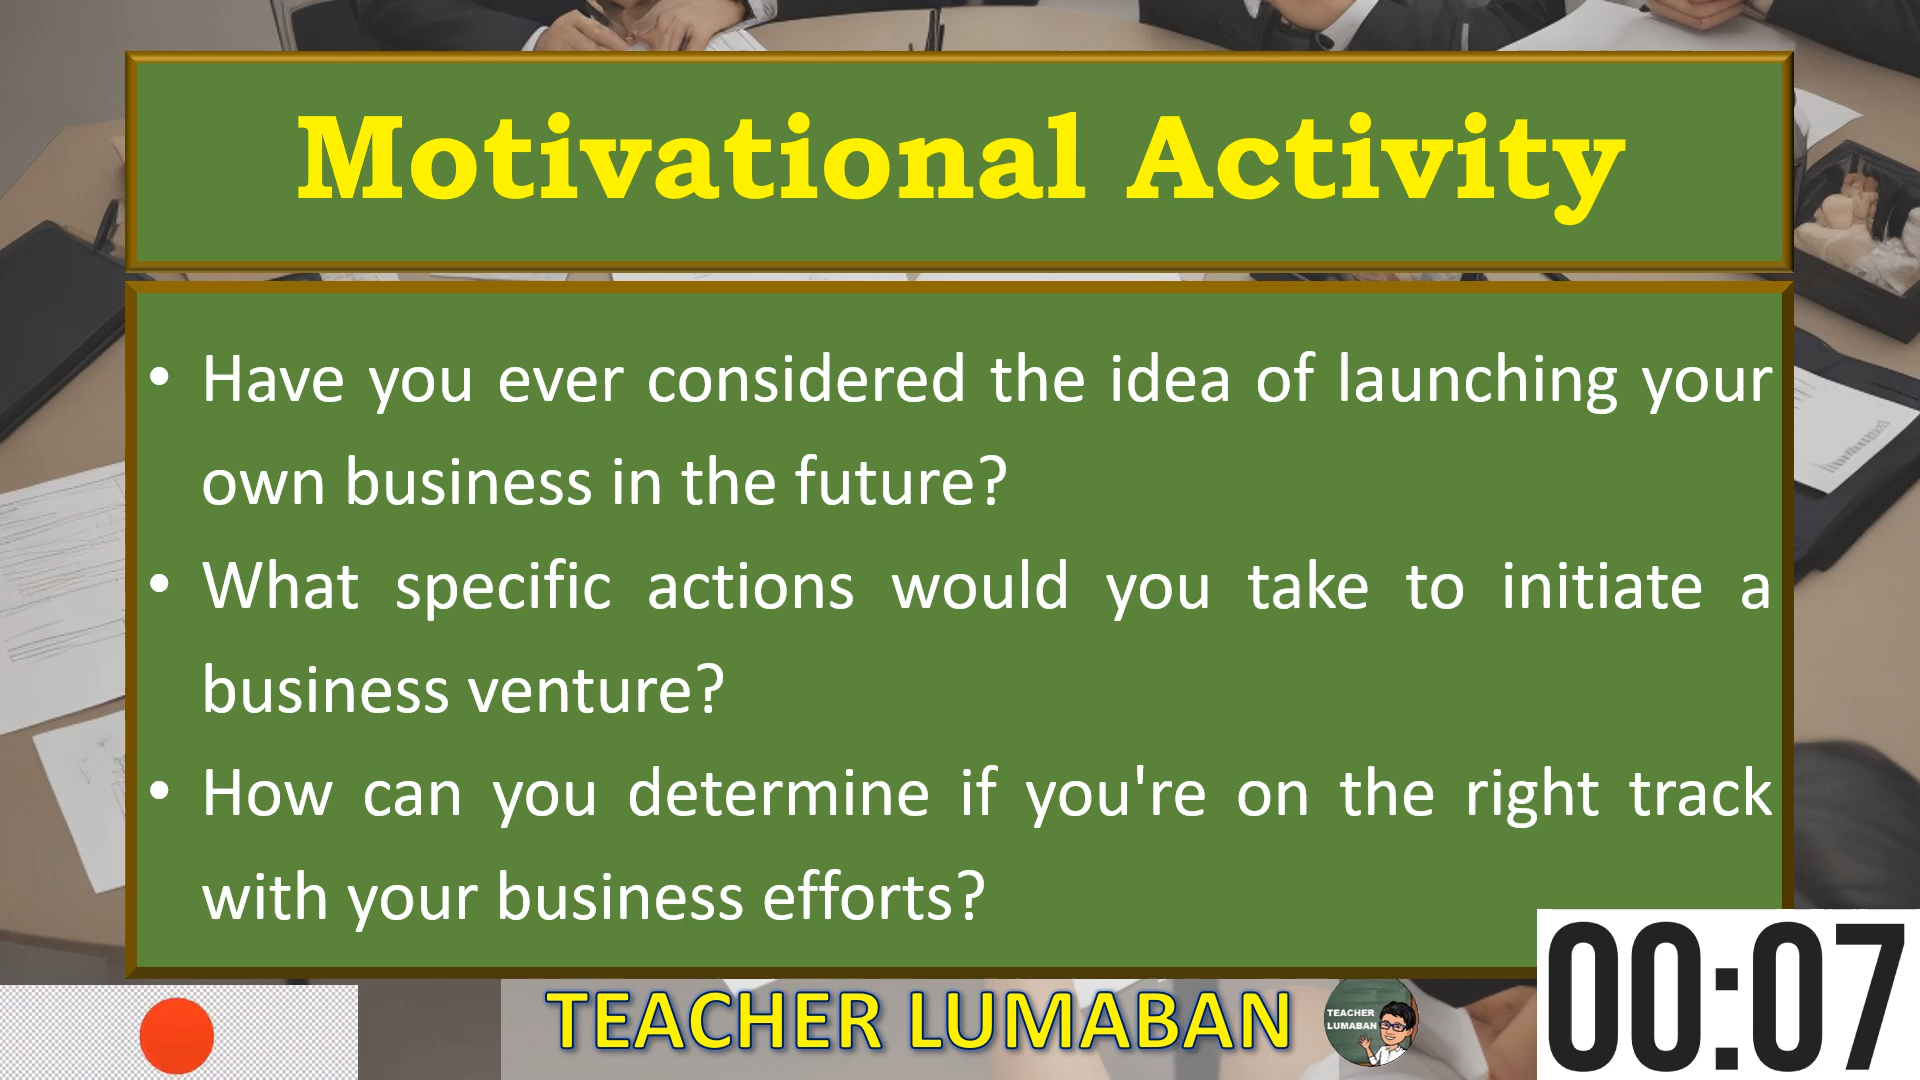 Motivational Activity
• Have you ever considered the idea of launching your
own business in the future?
• What specific actions would you take to initiate a
business venture?
• How can you determine if you're on the right track
with your business efforts?
TEACHER LUMABAN
TEACHER
LUMABAN
00:07